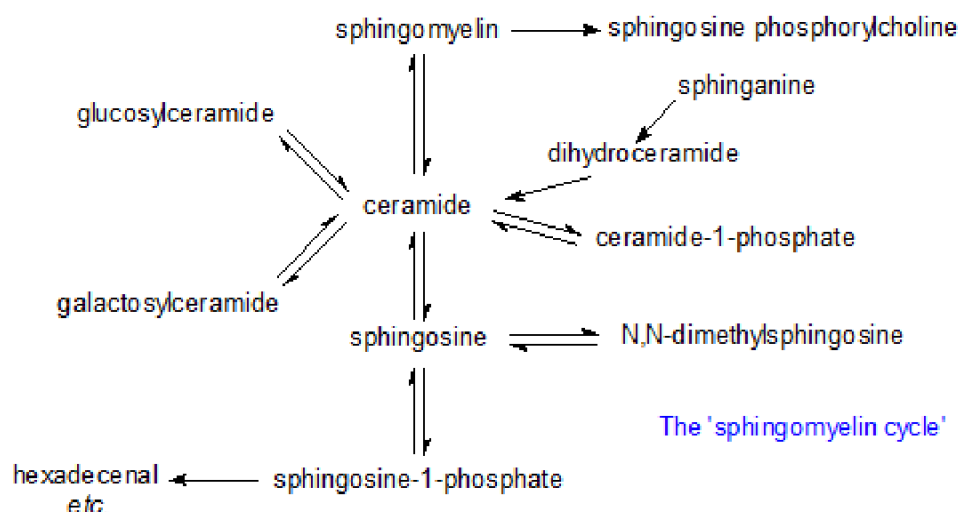 sphingomyelin
sphingosine phosphorylcholine
sphinganine
glucosylceramide
dihydroceramide
ceramide
ceramide-1-phosphate
galactosylceramide
sphingosine
N,N-dimethylsphingosine
The 'sphingomyelin cycle'
hexadecenal
etc
sphingosine-1-phosphate